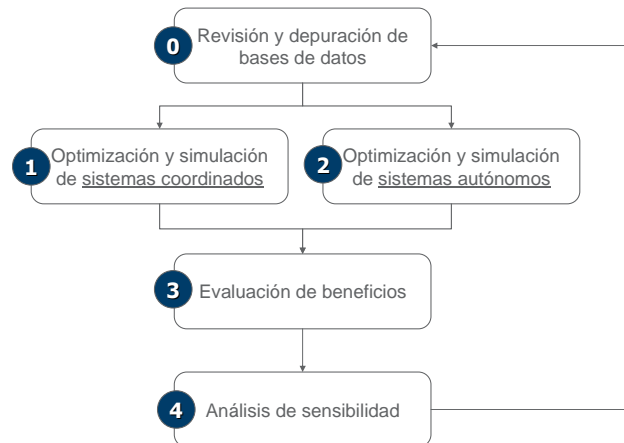 0
Revisión y depuración de
bases de datos
1
Optimización y simulación
de sistemas coordinados
2
Optimización y simulación
de sistemas autónomos
3
Evaluación de beneficios
4
Análisis de sensibilidad